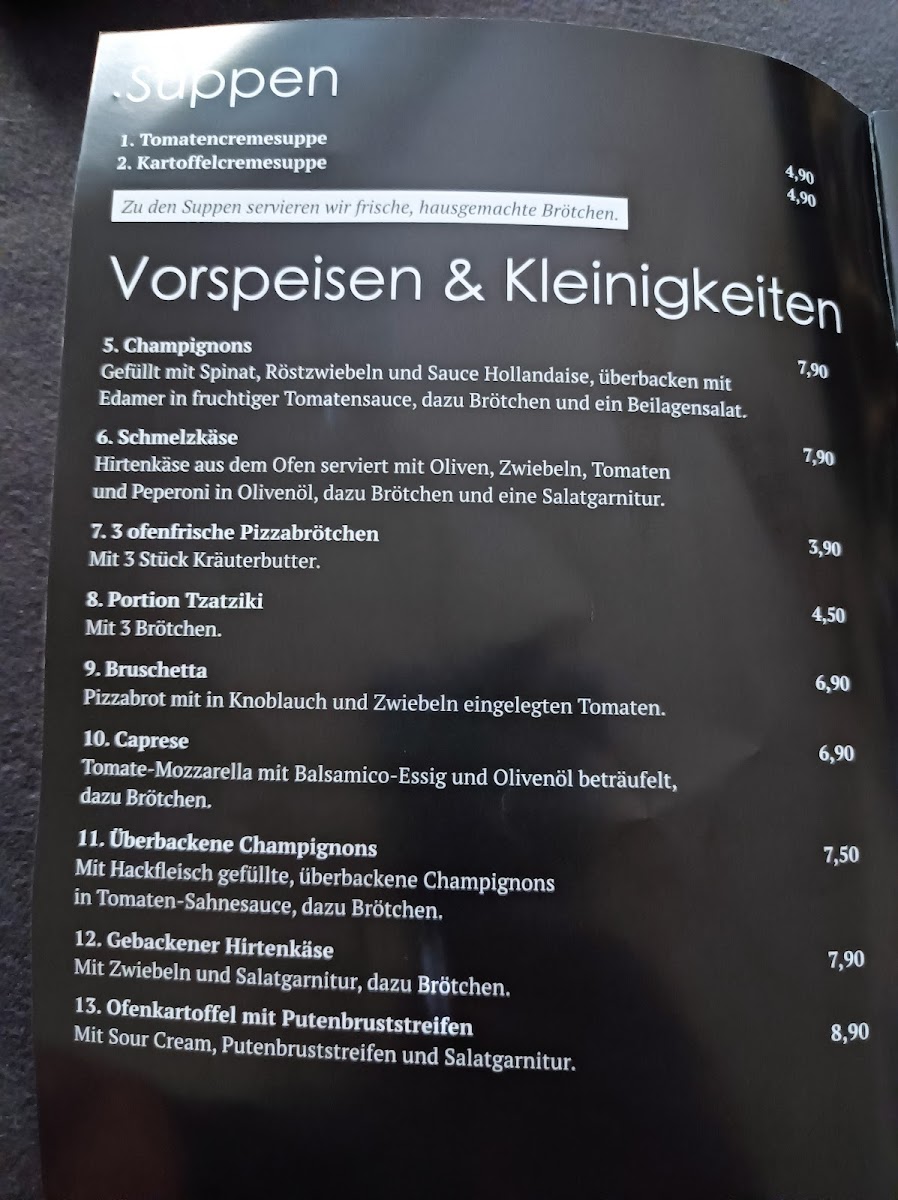 .Suppen
1. Tomatencremesuppe 4,90
2. Kartoffelcremesuppe 4,90
Zu den Suppen servieren wir frische, hausgemachte Brötchen.
Vorspeisen & Kleinigkeiten
5. Champignons 7,90
Gefüllt mit Spinat, Röstzwiebeln und Sauce Hollandaise, überbacken mit
Edamer in fruchtiger Tomatensauce, dazu Brötchen und ein Beilagensalat.
6. Schmelzkäse 7,90
Hirtenkäse aus dem Ofen serviert mit Oliven, Zwiebeln, Tomaten
und Peperoni in Olivenöl, dazu Brötchen und eine Salatgarnitur.
7. 3 ofenfrische Pizzabrötchen 3,90
Mit 3 Stück Kräuterbutter.
8. Portion Tzatziki 4,50
Mit 3 Brötchen.
9. Bruschetta 6,90
Pizzabrot mit in Knoblauch und Zwiebeln eingelegten Tomaten.
10. Caprese 6,90
Tomate-Mozzarella mit Balsamico-Essig und Olivenöl beträufelt,
dazu Brötchen.
11. Überbackene Champignons 7,50
Mit Hackfleisch gefüllte, überbackene Champignons
in Tomaten-Sahnesauce, dazu Brötchen.
12. Gebackener Hirtenkäse 7,90
Mit Zwiebeln und Salatgarnitur, dazu Brötchen.
13. Ofenkartoffel mit Putenbruststreifen 8,90
Mit Sour Cream, Putenbruststreifen und Salatgarnitur.